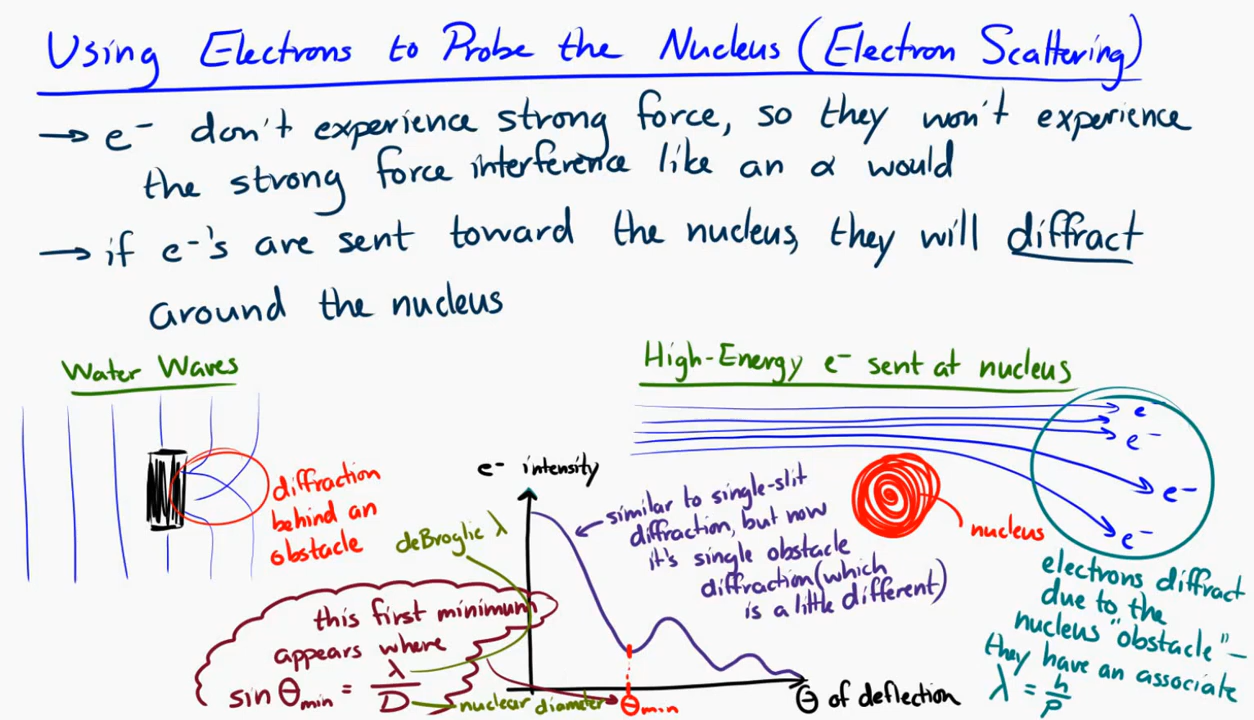 Using Electrons to Probe the Nucleus (Electron Scattering)
→ e⁻ don't experience strong force, so they won't experience
the strong force interference like an α would
→ if e⁻'s are sent toward the nucleus, they will diffract
around the nucleus
Water Waves
diffraction
behind an
obstacle
High-Energy e⁻ sent at nucleus
e⁻
e⁻
e⁻
e⁻
nucleus
electrons diffract
due to the
nucleus "obstacle" –
they have an associate
λ = h/p
e⁻ intensity
similar to single-slit
diffraction, but now
it's single obstacle
diffraction (which
is a little different)
deBroglie λ
this first minimum
appears where
sin θmin = λ/D
nuclear diameter
θmin
θ of deflection